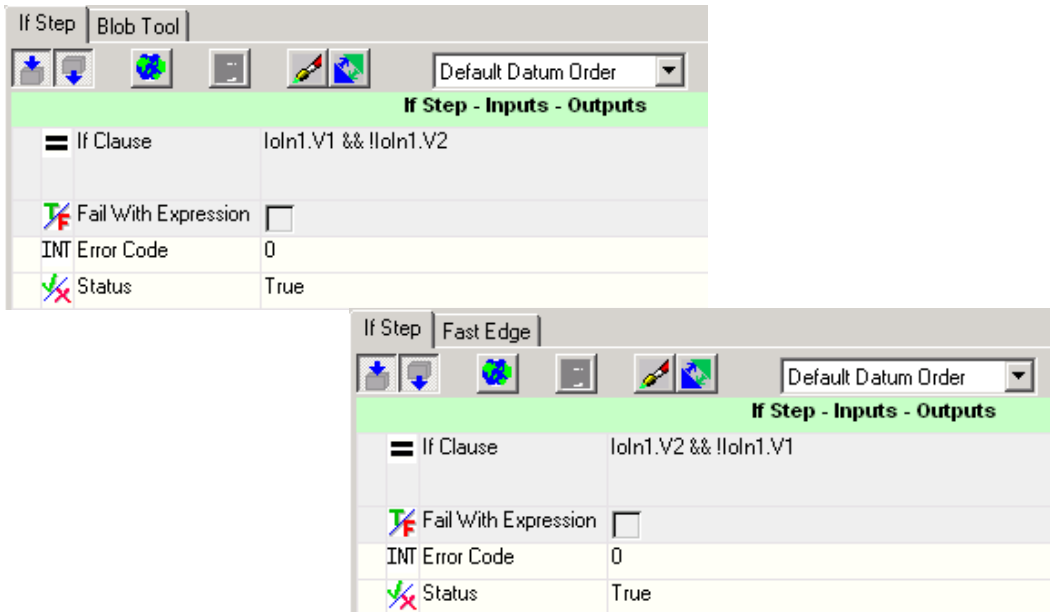 If Step Blob Tool
Default Datum Order
If Step - Inputs - Outputs
If Clause IoIn1.V1 && !IoIn1.V2
T/F Fail With Expression
INT Error Code 0
Status True
If Step Fast Edge
Default Datum Order
If Step - Inputs - Outputs
If Clause IoIn1.V2 && !IoIn1.V1
T/F Fail With Expression
INT Error Code 0
Status True